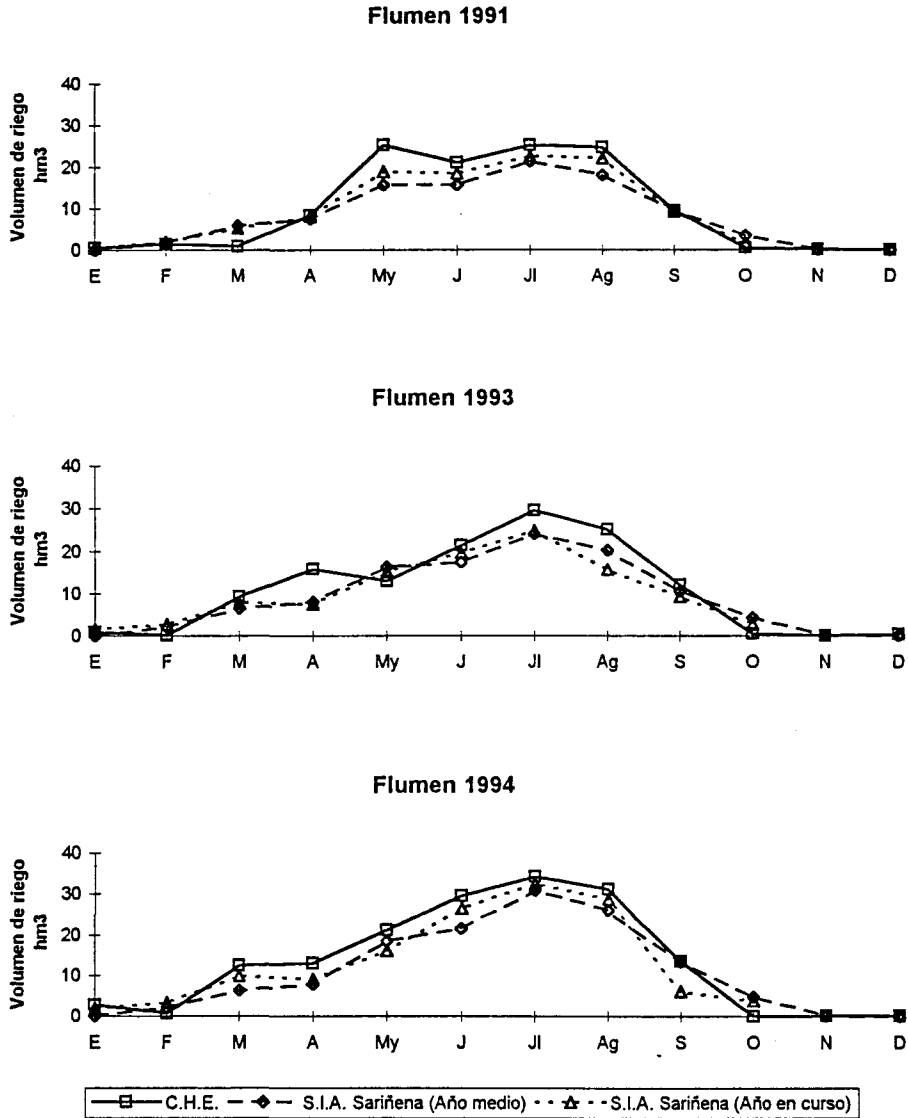 Flumen 1991
Volumen de riego
hm3
40
30
20
10
0
E F M A My J Jl Ag S O N D
Flumen 1993
Volumen de riego
hm3
40
30
20
10
0
E F M A My J Jl Ag S O N D
Flumen 1994
Volumen de riego
hm3
40
30
20
10
0
E F M A My J Jl Ag S O N D
C.H.E. S.I.A. Sariñena (Año medio) S.I.A. Sariñena (Año en curso)